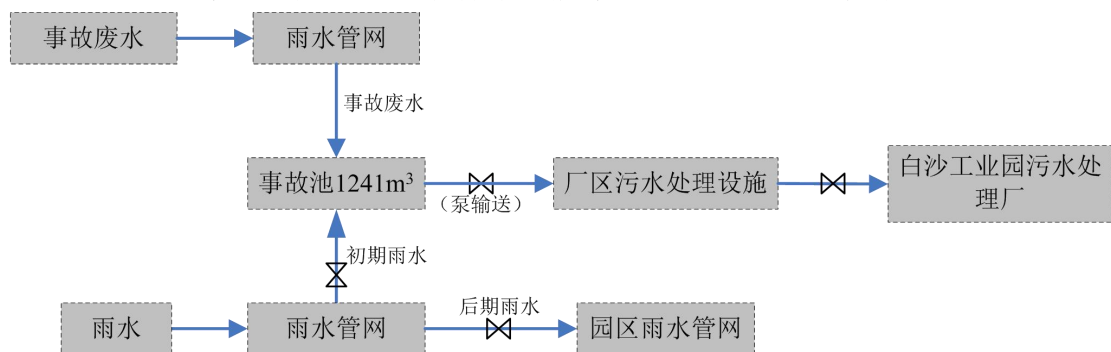 事故废水
雨水管网
事故废水
事故池1241m³
（泵输送）
厂区污水处理设施
白沙工业园污水处
理厂
初期雨水
雨水
雨水管网
后期雨水
园区雨水管网